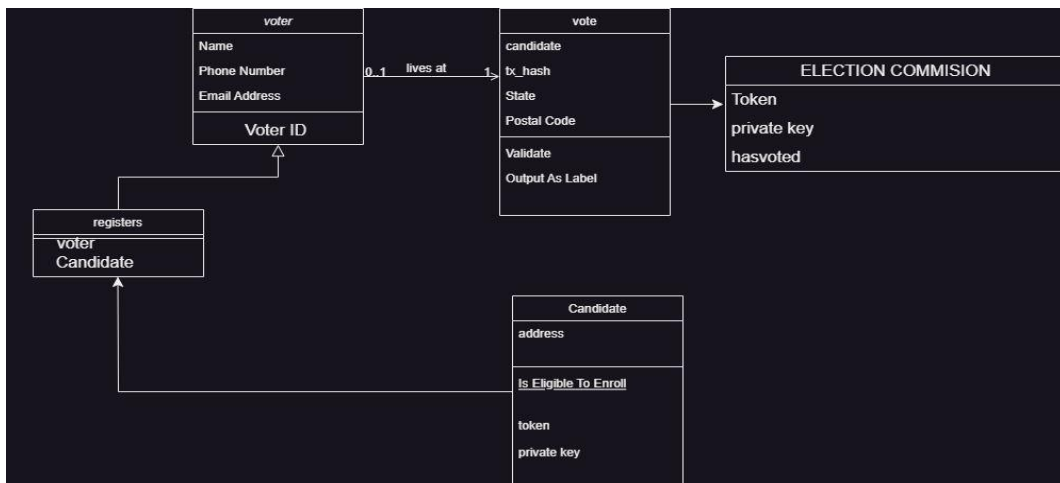 voter
Name
Phone Number
Email Address
Voter ID
0..1
lives at
1
vote
candidate
tx_hash
State
Postal Code
Validate
Output As Label
ELECTION COMMISION
Token
private key
hasvoted
registers
voter
Candidate
Candidate
address
Is Eligible To Enroll
token
private key